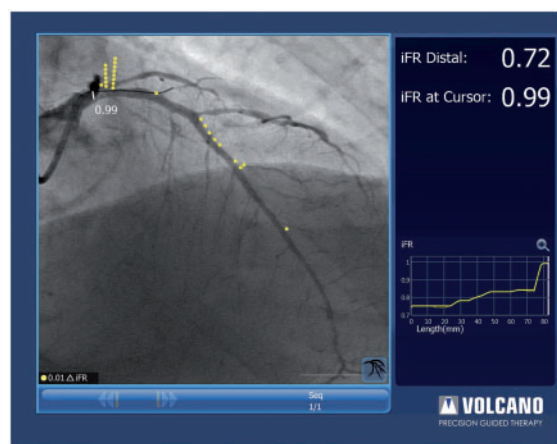 iFR Distal: 0.72
iFR at Cursor: 0.99
0.99
iFR
1
0.9
0.8
0.7
0 10 20 30 40 50 60 70 80
Length(mm)
0.01 △ iFR
Seq
1/1
VOLCANO
PRECISION GUIDED THERAPY